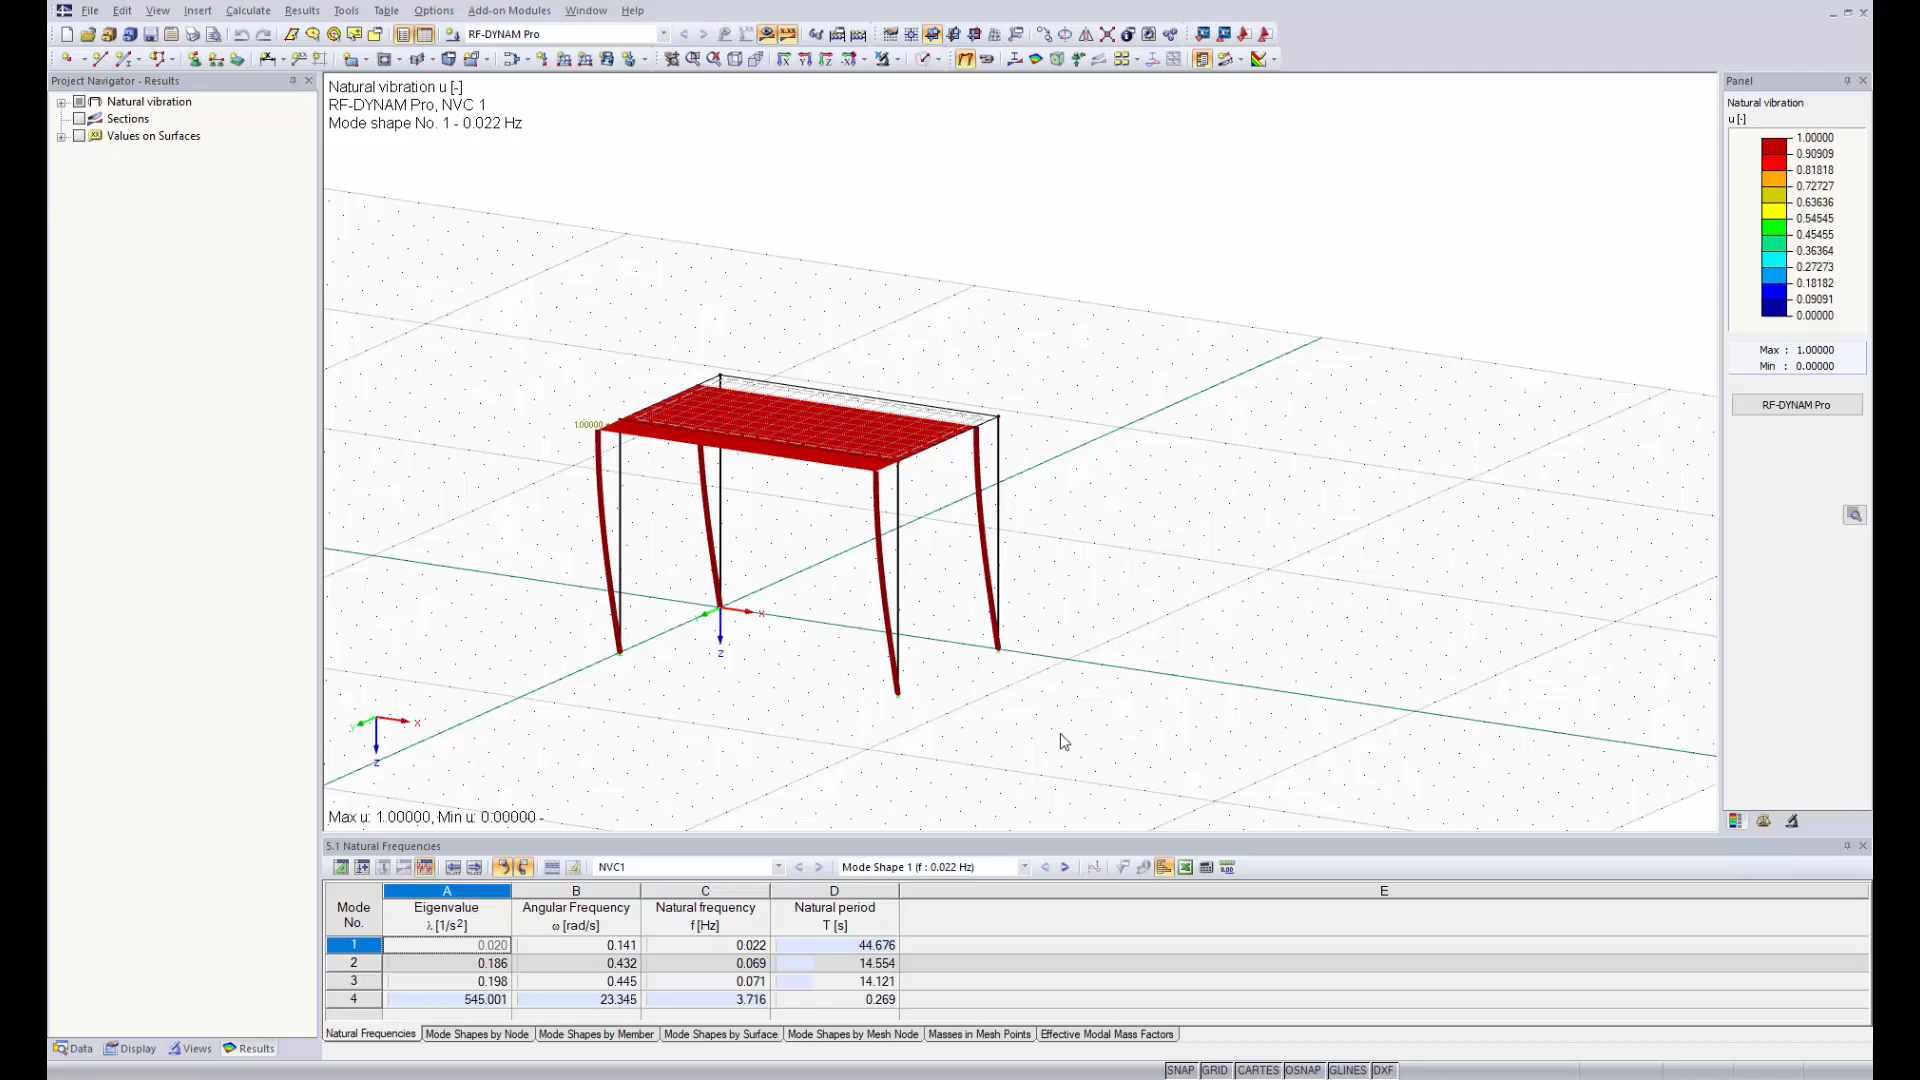 File Edit View Insert Calculate Results Tools Table Options Add-on Modules Window Help
RF-DYNAM Pro
Project Navigator - Results
Natural vibration
Sections
Values on Surfaces
Natural vibration u [-]
RF-DYNAM Pro, NVC 1
Mode shape No. 1 - 0.022 Hz
1.00000
X
Z
X
Y
Z
Max u: 1.00000, Min u: 0.00000 -
Panel
Natural vibration
u [-]
1.00000
0.90909
0.81818
0.72727
0.63636
0.54545
0.45455
0.36364
0.27273
0.18182
0.09091
0.00000
Max : 1.00000
Min : 0.00000
RF-DYNAM Pro
5.1 Natural Frequencies
NVC1 Mode Shape 1 (f : 0.022 Hz)
A B C D E
Mode No. Eigenvalue λ [1/s2] Angular Frequency ω [rad/s] Natural frequency f [Hz] Natural period T [s]
1 0.020 0.141 0.022 44.676
2 0.186 0.432 0.069 14.554
3 0.198 0.445 0.071 14.121
4 545.001 23.345 3.716 0.269
Natural Frequencies Mode Shapes by Node Mode Shapes by Member Mode Shapes by Surface Mode Shapes by Mesh Node Masses in Mesh Points Effective Modal Mass Factors
Data Display Views Results
SNAP GRID CARTES OSNAP GLINES DXF